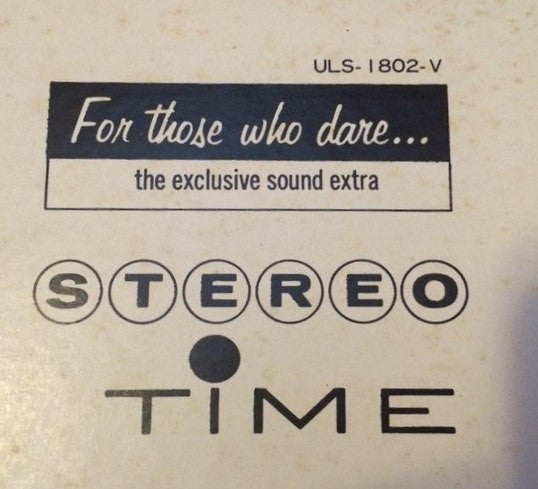 ULS-1802-V
For those who dare...
the exclusive sound extra
STEREO
TiME